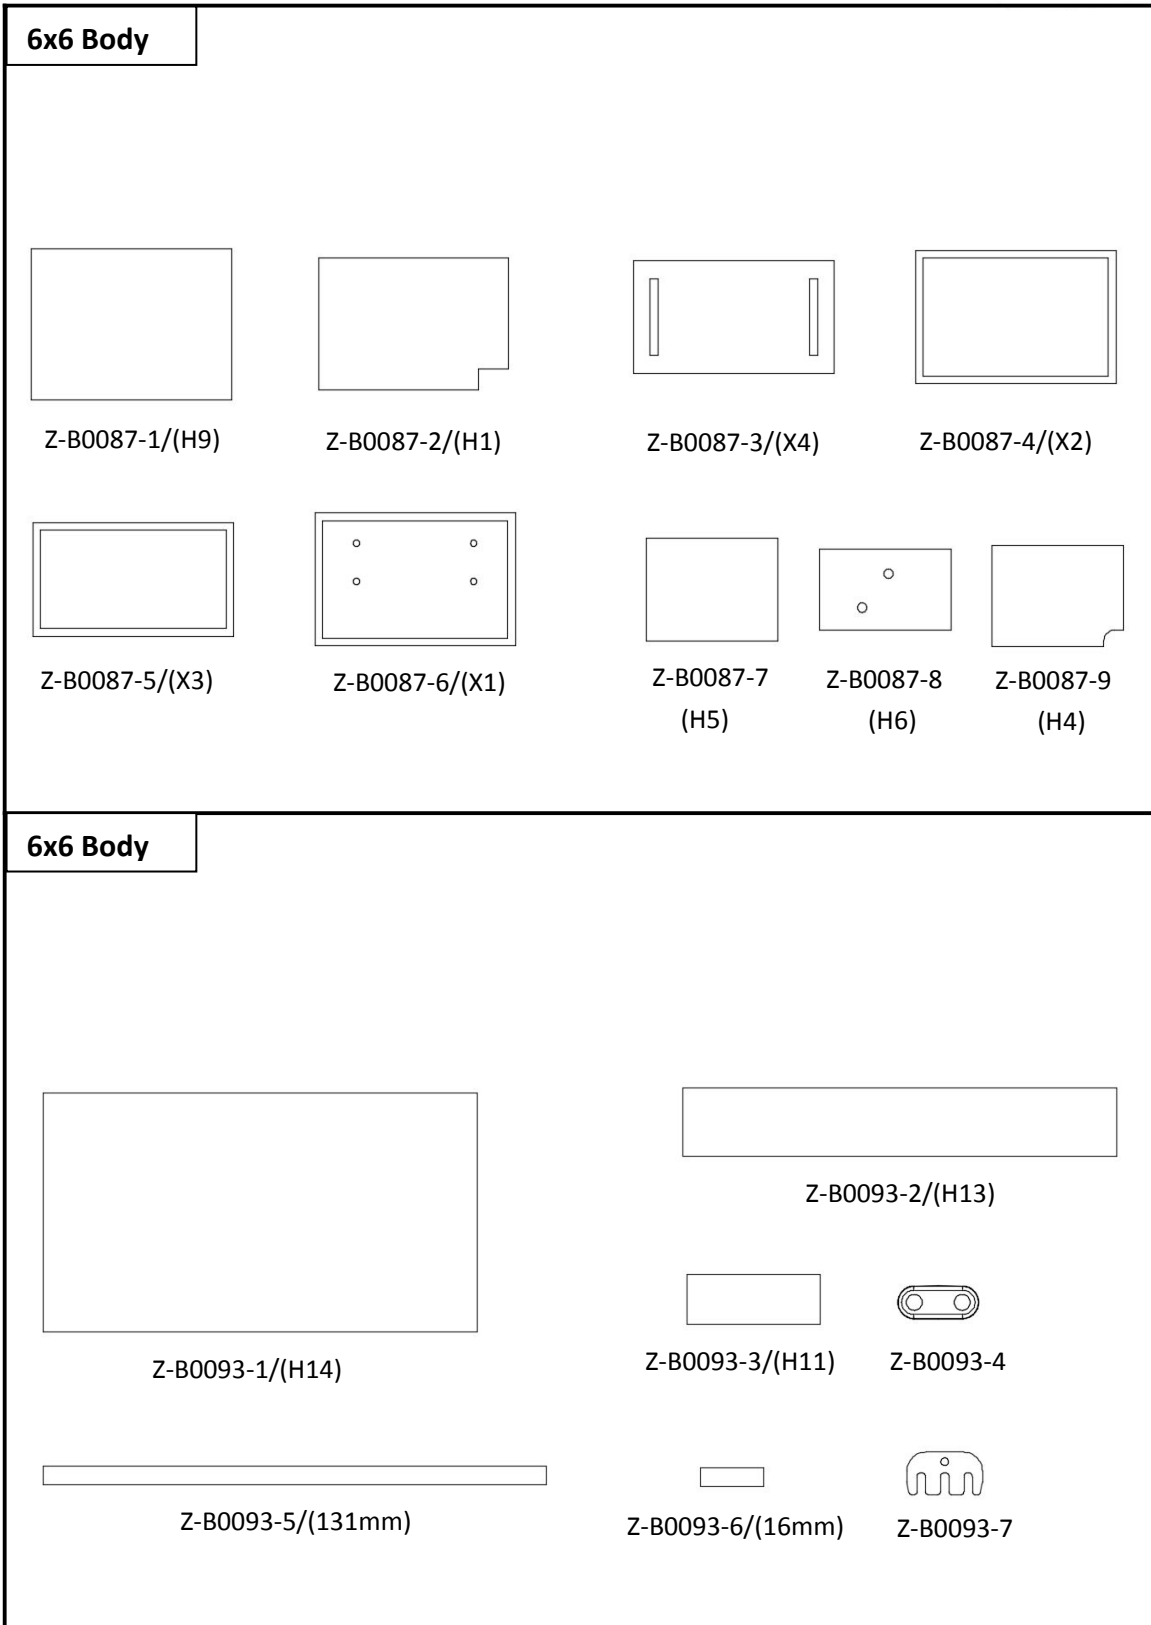 6x6 Body
Z-B0087-1/(H9)
Z-B0087-2/(H1)
Z-B0087-3/(X4)
Z-B0087-4/(X2)
Z-B0087-5/(X3)
Z-B0087-6/(X1)
Z-B0087-7
(H5)
Z-B0087-8
(H6)
Z-B0087-9
(H4)
6x6 Body
Z-B0093-1/(H14)
Z-B0093-2/(H13)
Z-B0093-3/(H11)
Z-B0093-4
Z-B0093-5/(131mm)
Z-B0093-6/(16mm)
Z-B0093-7